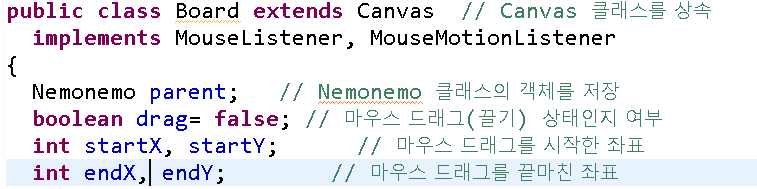 public class Board extends Canvas  // Canvas 클래스를 상속
  implements MouseListener, MouseMotionListener
{
  Nemonemo parent;   // Nemonemo 클래스의 객체를 저장
  boolean drag= false; // 마우스 드래그(끌기) 상태인지 여부
  int startX, startY;       // 마우스 드래그를 시작한 좌표
  int endX, endY;         // 마우스 드래그를 끝마친 좌표